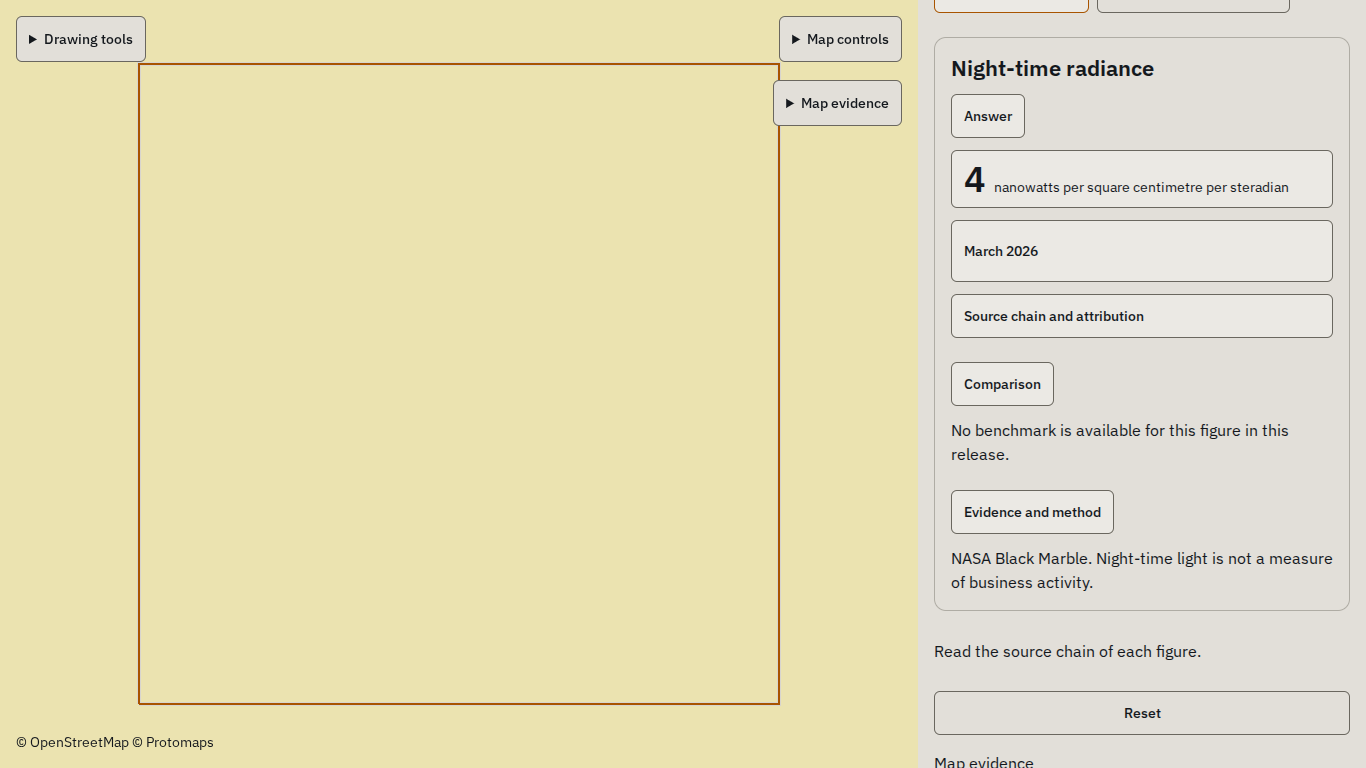 Drawing tools
Map controls
Map evidence
© OpenStreetMap © Protomaps
Night-time radiance
Answer
4 nanowatts per square centimetre per steradian
March 2026
Source chain and attribution
Comparison
No benchmark is available for this figure in this
release.
Evidence and method
NASA Black Marble. Night-time light is not a measure
of business activity.
Read the source chain of each figure.
Reset
Map evidence